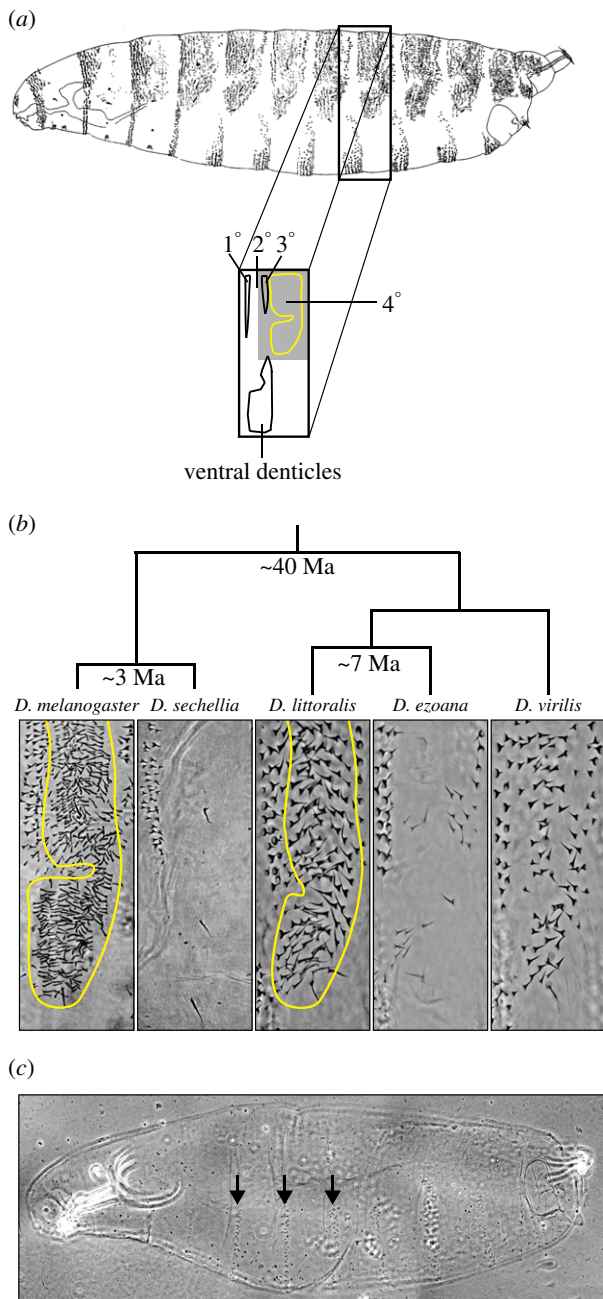 (a)
1° 2° 3°
4°
ventral denticles
(b)
~40 Ma
~3 Ma ~7 Ma
D. melanogaster D. sechellia D. littoralis D. ezoana D. virilis
(c)